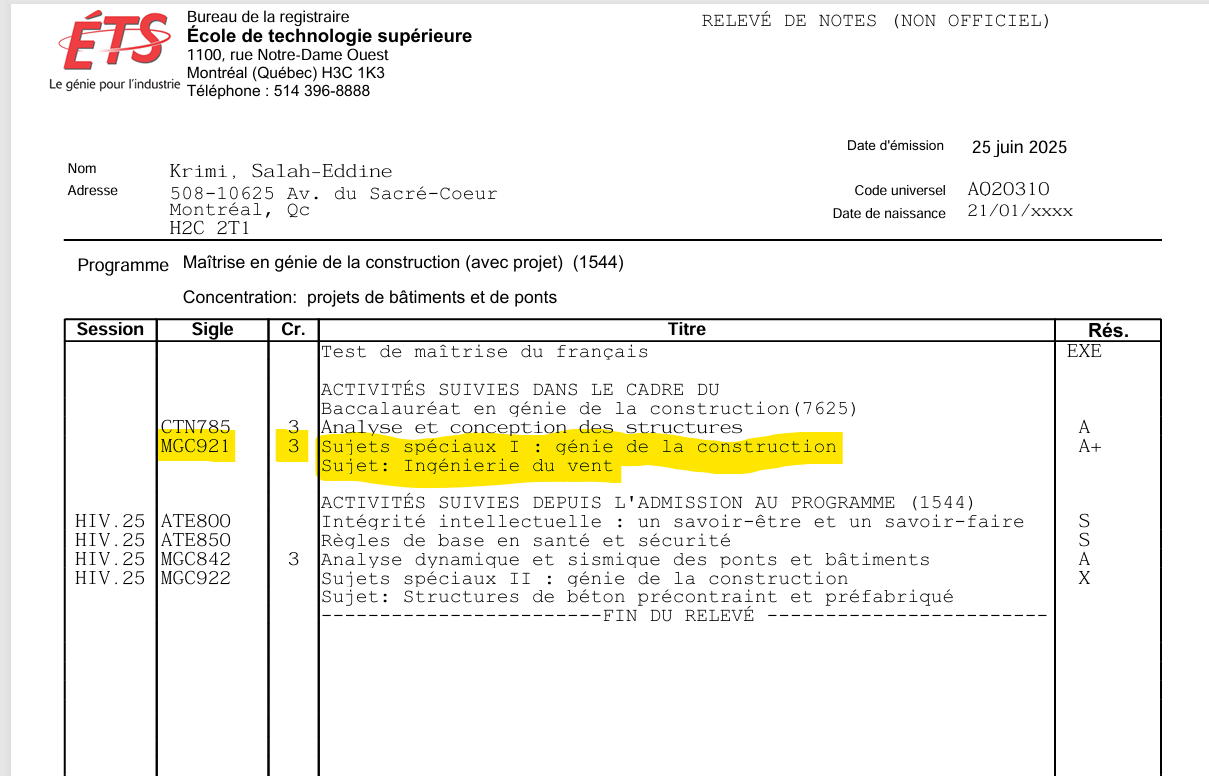 ÉTS
Le génie pour l'industrie
Bureau de la registraire
École de technologie supérieure
1100, rue Notre-Dame Ouest
Montréal (Québec) H3C 1K3
Téléphone : 514 396-8888
RELEVÉ DE NOTES (NON OFFICIEL)
Date d'émission 25 juin 2025
Nom Krimi, Salah-Eddine
Adresse 508-10625 Av. du Sacré-Coeur
Montréal, Qc
H2C 2T1
Code universel AO20310
Date de naissance 21/01/xxxx
Programme Maîtrise en génie de la construction (avec projet) (1544)
Concentration: projets de bâtiments et de ponts
Session Sigle Cr. Titre Rés.
Test de maîtrise du français EXE
ACTIVITÉS SUIVIES DANS LE CADRE DU
Baccalauréat en génie de la construction(7625)
CTN785 3 Analyse et conception des structures A
MGC921 3 Sujets spéciaux I : génie de la construction A+
Sujet: Ingénierie du vent
ACTIVITÉS SUIVIES DEPUIS L'ADMISSION AU PROGRAMME (1544)
HIV.25 ATE800 Intégrité intellectuelle : un savoir-être et un savoir-faire S
HIV.25 ATE850 Règles de base en santé et sécurité S
HIV.25 MGC842 3 Analyse dynamique et sismique des ponts et bâtiments A
HIV.25 MGC922 Sujets spéciaux II : génie de la construction X
Sujet: Structures de béton précontraint et préfabriqué
------------------------FIN DU RELEVÉ ------------------------